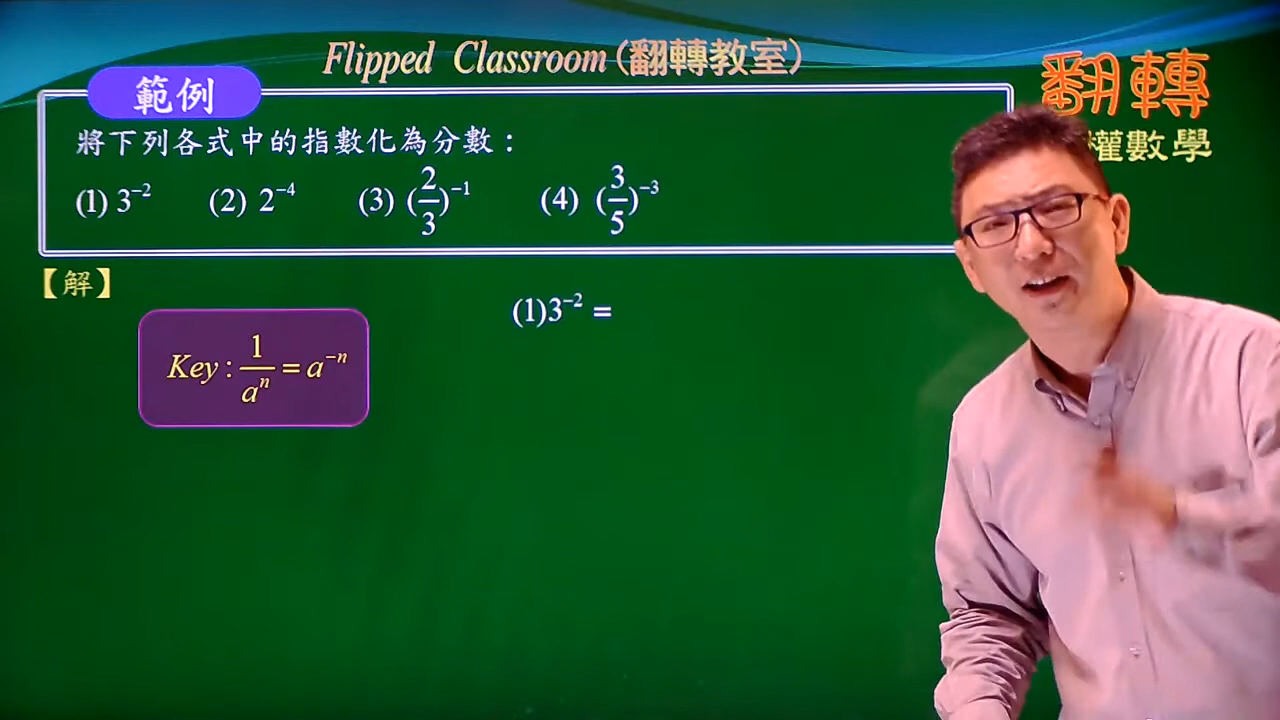 Flipped Classroom (翻轉教室)
翻轉
權數學
範例
將下列各式中的指數化為分數：
(1) 3⁻² (2) 2⁻⁴ (3) (2/3)⁻¹ (4) (3/5)⁻³
【解】
(1)3⁻² =
Key : 1/aⁿ = a⁻ⁿ